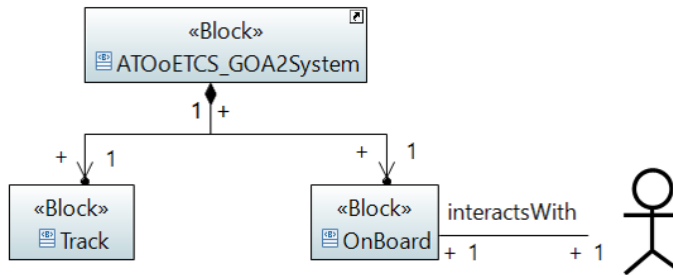 «Block»
ATOoETCS_GOA2System
1 +
+ 1
+ 1
«Block»
Track
«Block»
OnBoard
interactsWith
+ 1
+ 1